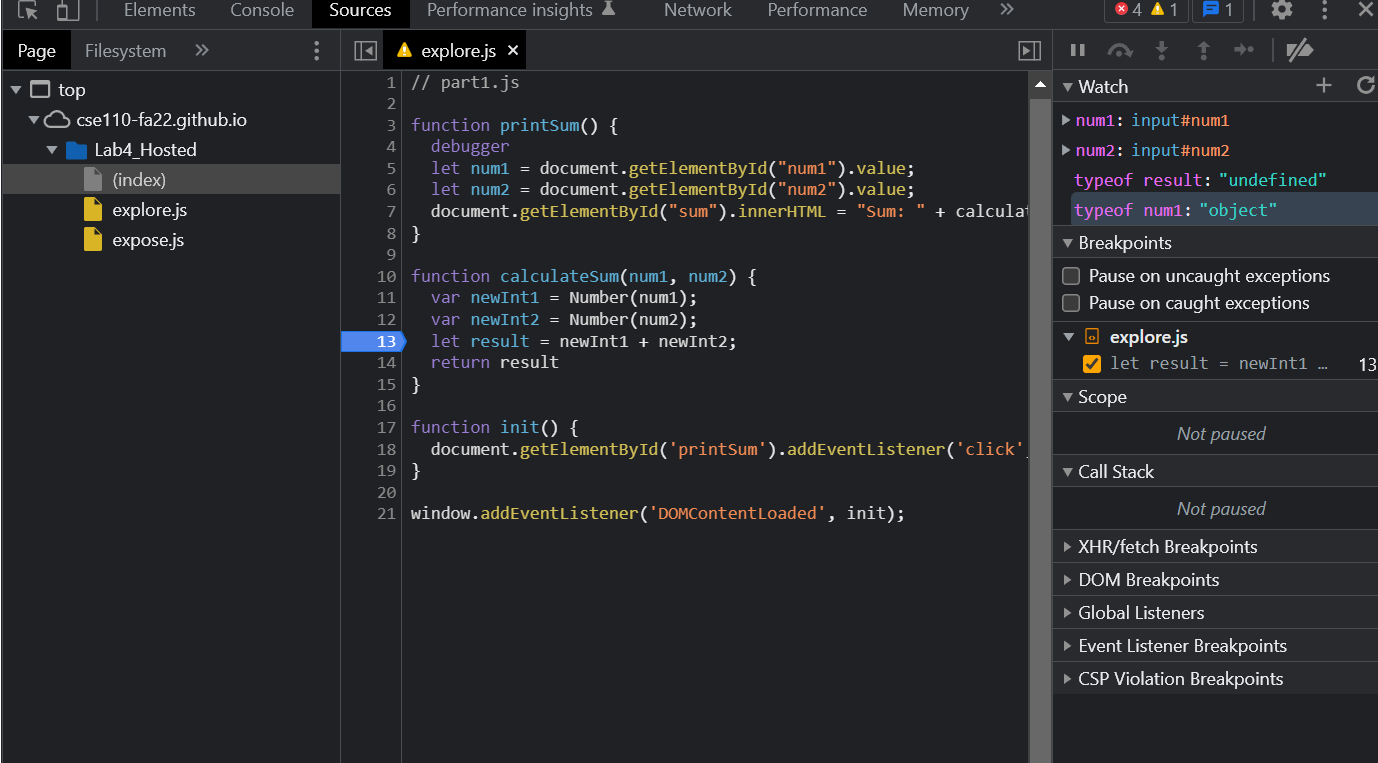 Elements Console Sources Performance insights Network Performance Memory 4 1 1
Page Filesystem
top
cse110-fa22.github.io
Lab4_Hosted
(index)
explore.js
expose.js
explore.js
1 // part1.js
2
3 function printSum() {
4 debugger
5 let num1 = document.getElementById("num1").value;
6 let num2 = document.getElementById("num2").value;
7 document.getElementById("sum").innerHTML = "Sum: " + calculat
8 }
9
10 function calculateSum(num1, num2) {
11 var newInt1 = Number(num1);
12 var newInt2 = Number(num2);
13 let result = newInt1 + newInt2;
14 return result
15 }
16
17 function init() {
18 document.getElementById('printSum').addEventListener('click',
19 }
20
21 window.addEventListener('DOMContentLoaded', init);
Watch
num1: input#num1
num2: input#num2
typeof result: "undefined"
typeof num1: "object"
Breakpoints
Pause on uncaught exceptions
Pause on caught exceptions
explore.js
let result = newInt1 … 13
Scope
Not paused
Call Stack
Not paused
XHR/fetch Breakpoints
DOM Breakpoints
Global Listeners
Event Listener Breakpoints
CSP Violation Breakpoints